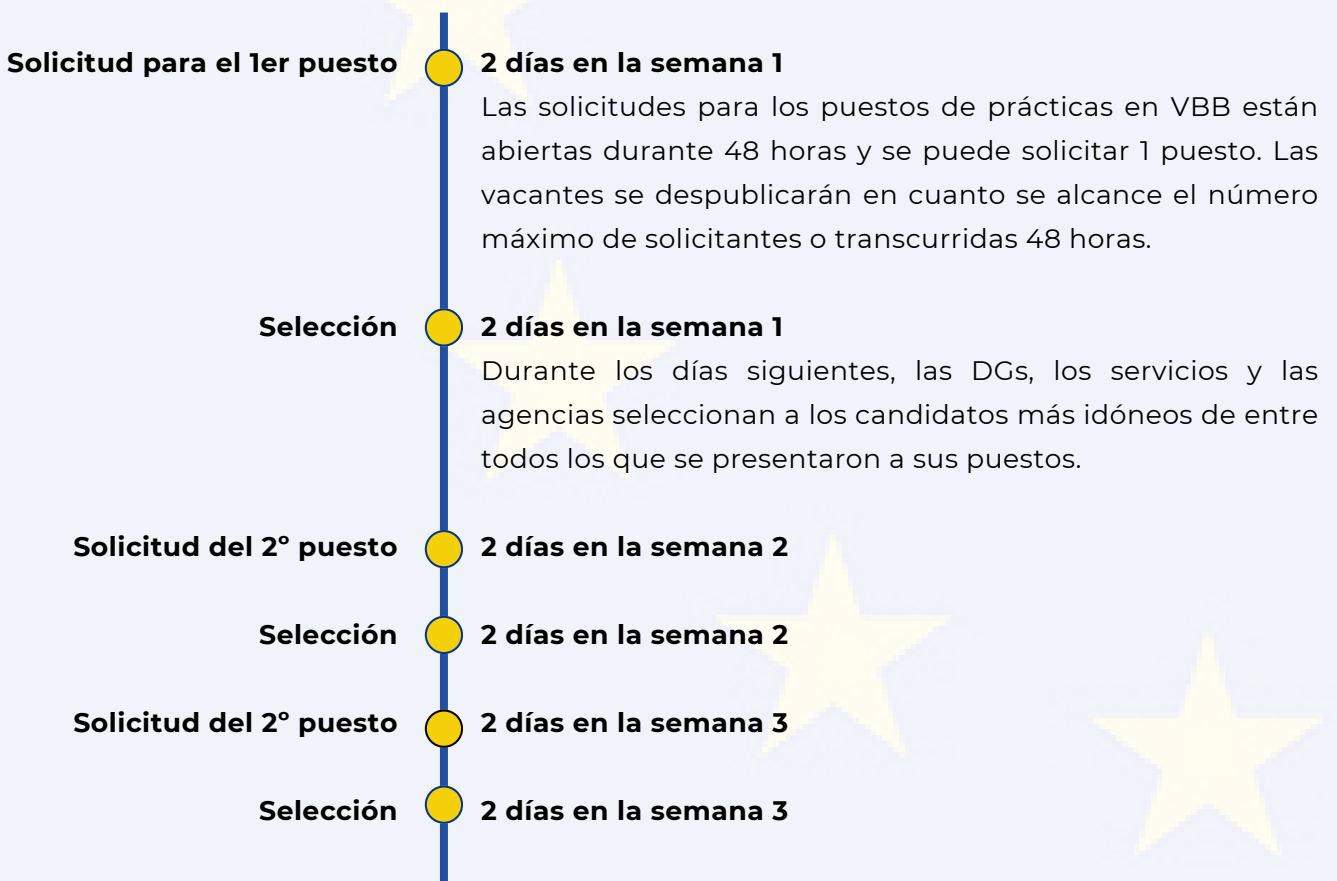 Solicitud para el 1er puesto
2 días en la semana 1
Las solicitudes para los puestos de prácticas en VBB están
abiertas durante 48 horas y se puede solicitar 1 puesto. Las
vacantes se despublicarán en cuanto se alcance el número
máximo de solicitantes o transcurridas 48 horas.
Selección
2 días en la semana 1
Durante los días siguientes, las DGs, los servicios y las
agencias seleccionan a los candidatos más idóneos de entre
todos los que se presentaron a sus puestos.
Solicitud del 2º puesto
2 días en la semana 2
Selección
2 días en la semana 2
Solicitud del 2º puesto
2 días en la semana 3
Selección
2 días en la semana 3